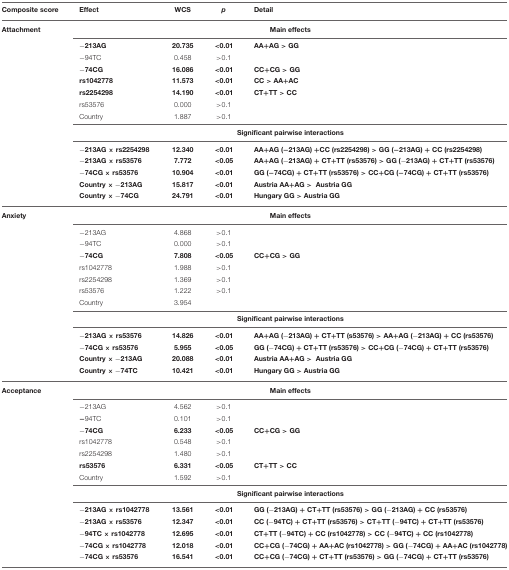 Composite score Effect WCS p Detail
Attachment Main effects
−213AG 20.735 <0.01 AA+AG > GG
−94TC 0.458 >0.1
−74CG 16.086 <0.01 CC+CG > GG
rs1042778 11.573 <0.01 CC > AA+AC
rs2254298 14.190 <0.01 CT+TT > CC
rs53576 0.000 >0.1
Country 1.887 >0.1
Significant pairwise interactions
−213AG × rs2254298 12.340 <0.01 AA+AG (−213AG) +CC (rs2254298) > GG (−213AG) + CC (rs2254298)
−213AG × rs53576 7.772 <0.05 AA+AG (−213AG) + CT+TT (rs53576) > GG (−213AG) + CT+TT (rs53576)
−74CG × rs53576 10.904 <0.01 GG (−74CG) + CT+TT (rs53576) > CC+CG (−74CG) + CT+TT (rs53576)
Country × −213AG 15.817 <0.01 Austria AA+AG > Austria GG
Country × −74CG 24.791 <0.01 Hungary GG > Austria GG
Anxiety Main effects
−213AG 4.868 >0.1
−94TC 0.000 >0.1
−74CG 7.808 <0.05 CC+CG > GG
rs1042778 1.988 >0.1
rs2254298 1.369 >0.1
rs53576 1.222 >0.1
Country 3.954
Significant pairwise interactions
−213AG × rs53576 14.826 <0.01 AA+AG (−213AG) + CT+TT (s53576) > AA+AG (−213AG) + CC (rs53576)
−74CG × rs53576 5.955 <0.05 GG (−74CG) + CT+TT (rs53576) > CC+CG (−74CG) + CT+TT (rs53576)
Country × −213AG 20.088 <0.01 Austria AA+AG > Austria GG
Country × −74TC 10.421 <0.01 Hungary GG > Austria GG
Acceptance Main effects
−213AG 4.562 >0.1
−94TC 0.101 >0.1
−74CG 6.233 <0.05 CC+CG > GG
rs1042778 0.548 >0.1
rs2254298 1.480 >0.1
rs53576 6.331 <0.05 CT+TT > CC
Country 1.592 >0.1
Significant pairwise interactions
−213AG × rs1042778 13.561 <0.01 GG (−213AG) + CT+TT (rs53576) > GG (−213AG) + CC (rs53576)
−213AG × rs53576 12.347 <0.01 CC (−94TC) + CT+TT (rs53576) > CT+TT (−94TC) + CT+TT (rs53576)
−94TC × rs1042778 12.695 <0.01 CT+TT (−94TC) + CC (rs1042778) > CC (−94TC) + CC (rs1042778)
−74CG × rs1042778 12.018 <0.01 CC+CG (−74CG) + AA+AC (rs1042778) > GG (−74CG) + AA+AC (rs1042778)
−74CG × rs53576 16.541 <0.01 CC+CG (−74CG) + CT+TT (rs53576) > GG (−74CG) + CT+TT (rs53576)